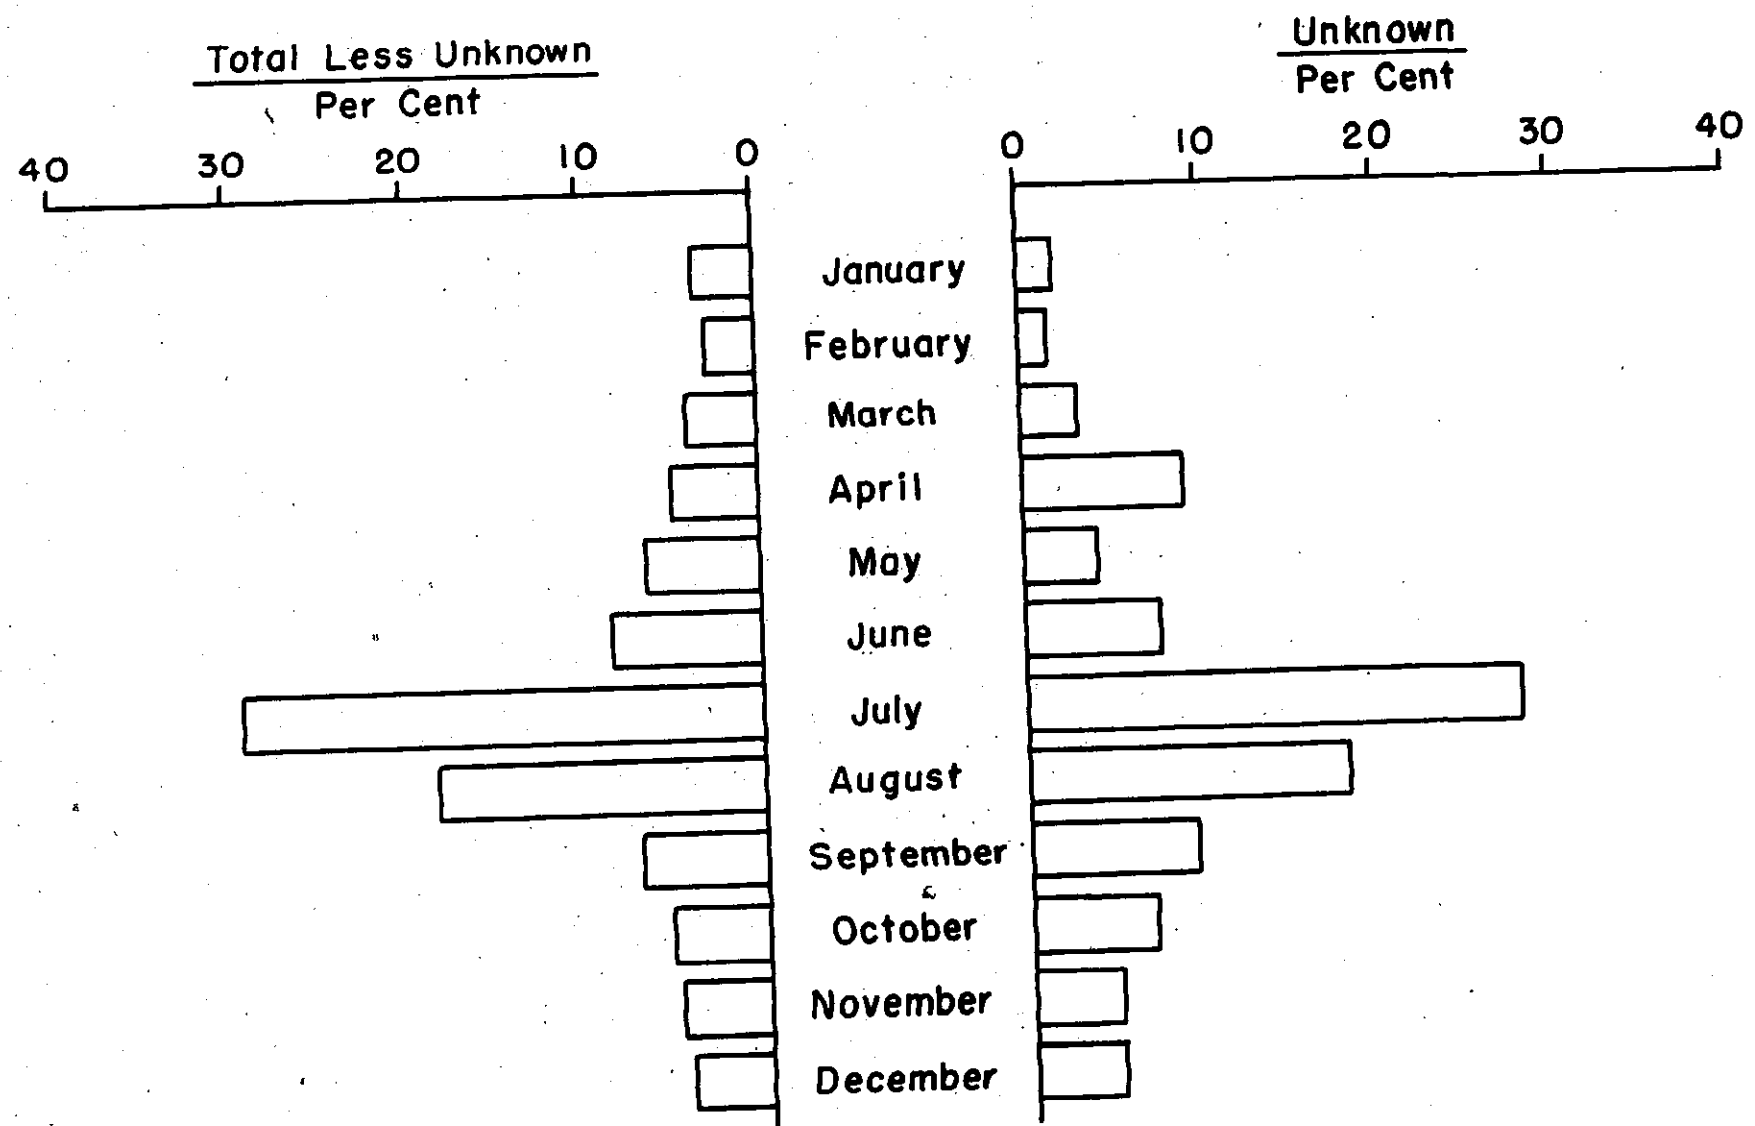 Total Less Unknown
Per Cent
40 30 20 10 0
Unknown
Per Cent
0 10 20 30 40
January
February
March
April
May
June
July
August
September
October
November
December